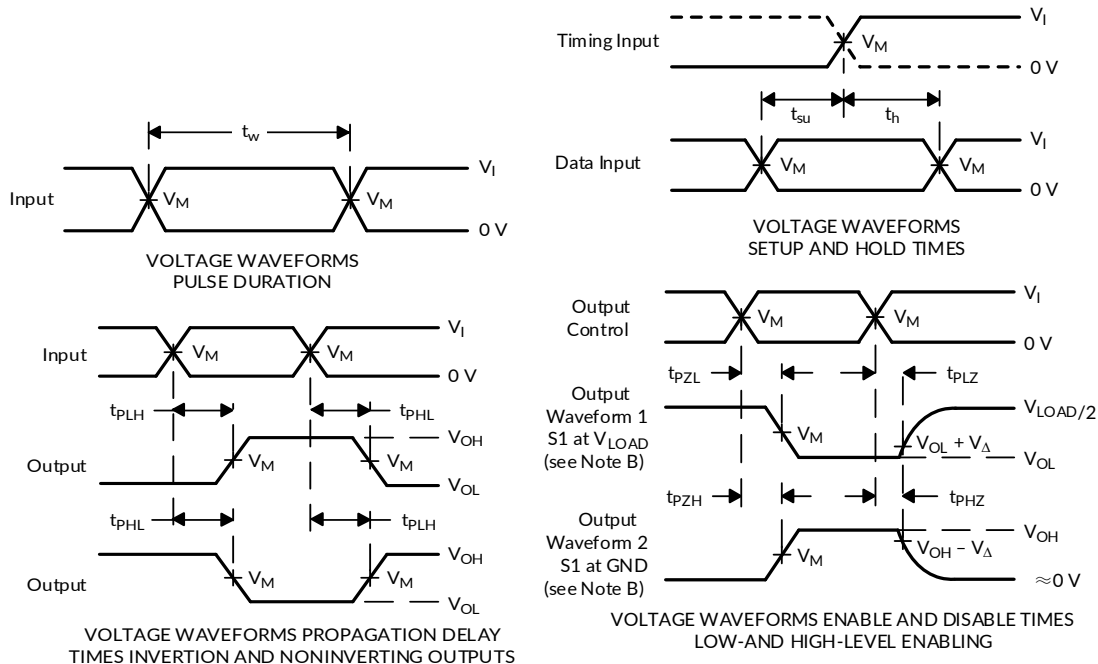 t_w
Input
V_I
V_M
V_M
0 V
VOLTAGE WAVEFORMS
PULSE DURATION
Timing Input
V_I
V_M
0 V
t_su
t_h
Data Input
V_I
V_M
V_M
0 V
VOLTAGE WAVEFORMS
SETUP AND HOLD TIMES
Input
V_I
V_M
V_M
0 V
t_PLH
t_PHL
Output
V_OH
V_M
V_M
V_OL
t_PHL
t_PLH
Output
V_OH
V_M
V_M
V_OL
VOLTAGE WAVEFORMS PROPAGATION DELAY
TIMES INVERTION AND NONINVERTING OUTPUTS
Output
Control
V_I
V_M
V_M
0 V
t_PZL
t_PLZ
Output
Waveform 1
S1 at V_LOAD
(see Note B)
V_LOAD/2
V_M
V_OL + V_Δ
V_OL
t_PZH
t_PHZ
Output
Waveform 2
S1 at GND
(see Note B)
V_OH
V_M
V_OH – V_Δ
≈0 V
VOLTAGE WAVEFORMS ENABLE AND DISABLE TIMES
LOW-AND HIGH-LEVEL ENABLING